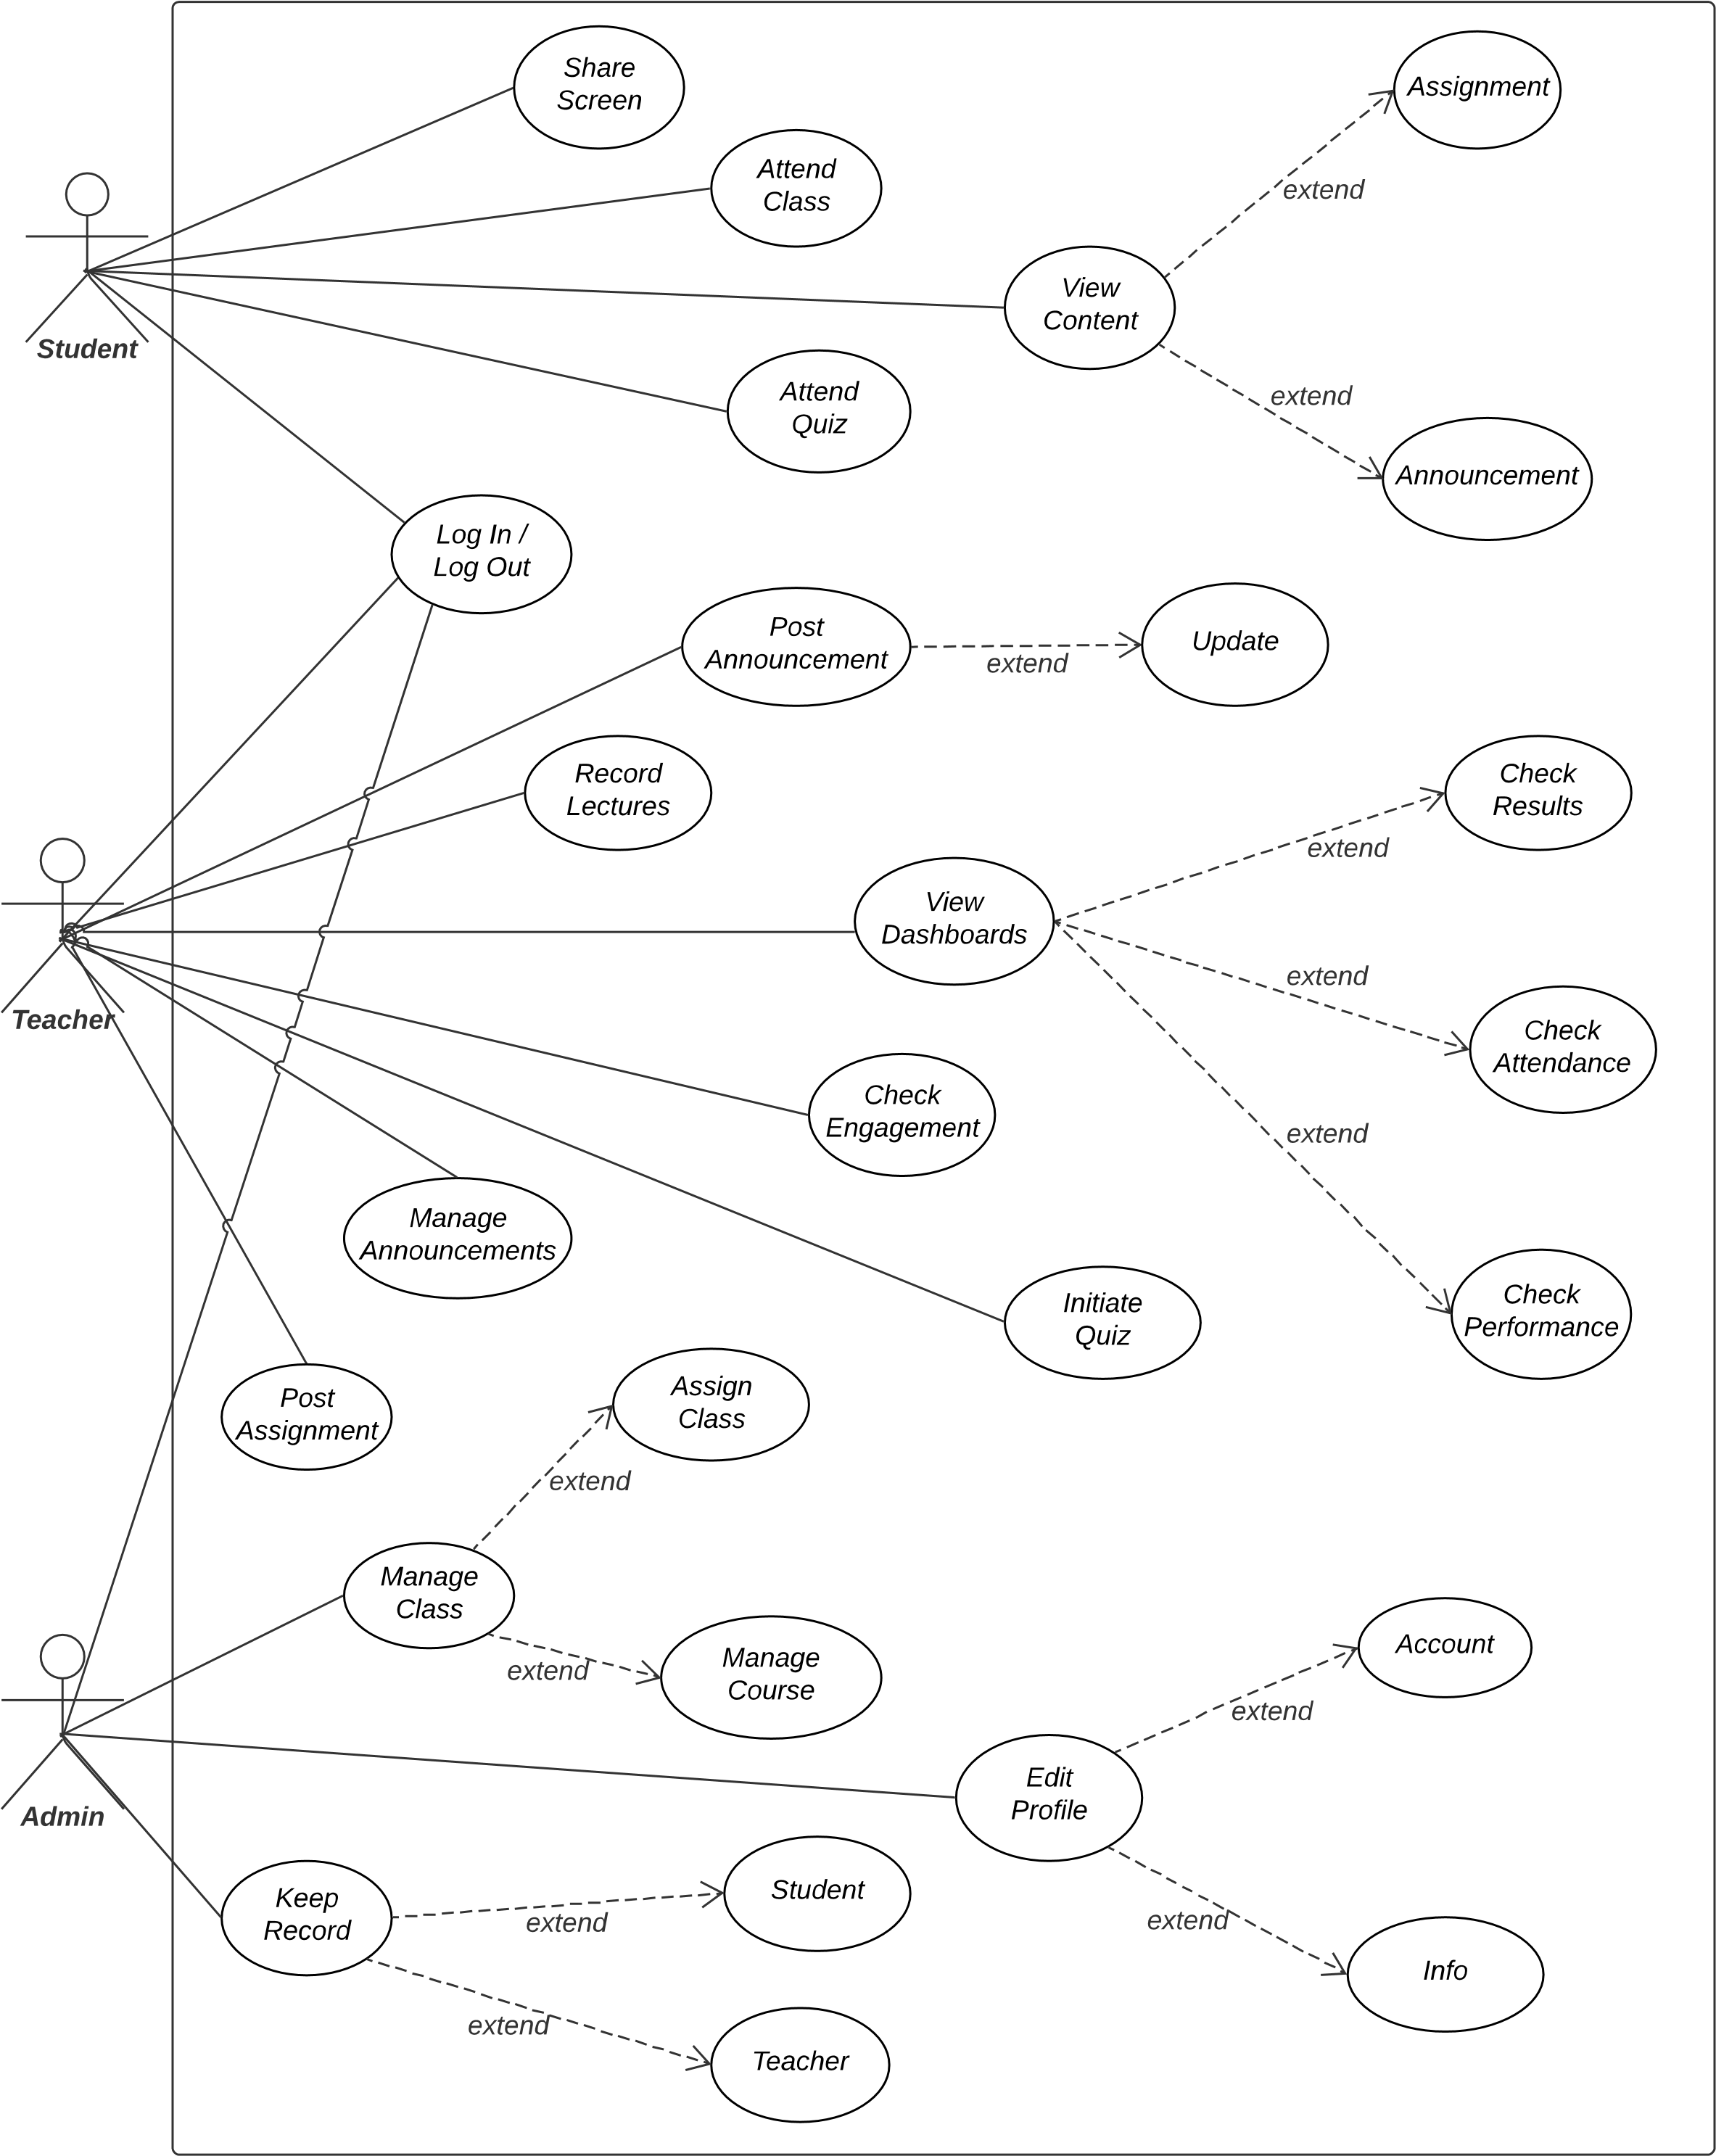 Share
Screen
Assignment
Attend
Class
extend
View
Content
Student
Attend
Quiz
extend
Announcement
Log In /
Log Out
Post
Announcement
extend
Update
Record
Lectures
Check
Results
extend
View
Dashboards
extend
Teacher
Check
Attendance
Check
Engagement
extend
Manage
Announcements
Initiate
Quiz
Check
Performance
Post
Assignment
Assign
Class
extend
Manage
Class
extend
Manage
Course
Account
extend
Edit
Profile
Admin
Keep
Record
Student
extend
extend
Info
extend
Teacher